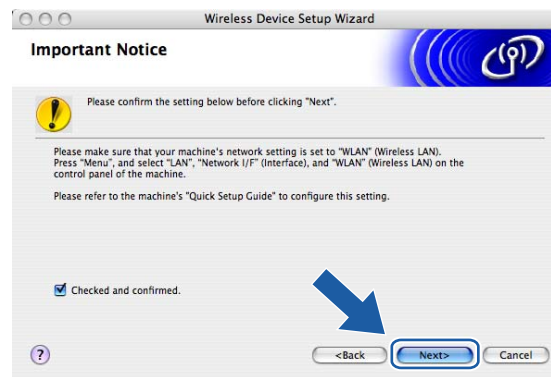 Wireless Device Setup Wizard
Important Notice
Please confirm the setting below before clicking "Next".
Please make sure that your machine's network setting is set to "WLAN" (Wireless LAN).
Press "Menu", and select "LAN", "Network I/F" (Interface), and "WLAN" (Wireless LAN) on the
control panel of the machine.
Please refer to the machine's "Quick Setup Guide" to configure this setting.
Checked and confirmed.
?
<Back Next> Cancel